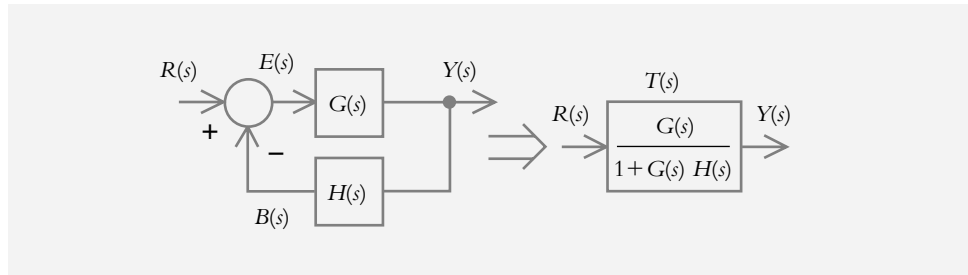 R(s)
E(s)
G(s)
Y(s)
+
−
H(s)
B(s)
T(s)
R(s)
G(s)
1 + G(s) H(s)
Y(s)